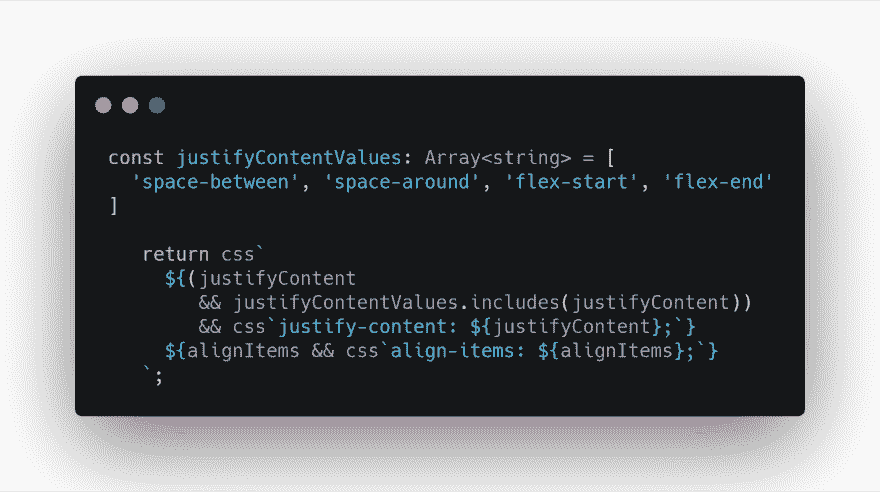 const justifyContentValues: Array<string> = [
  'space-between', 'space-around', 'flex-start', 'flex-end'
]
   return css`
     ${(justifyContent
        && justifyContentValues.includes(justifyContent))
        && css`justify-content: ${justifyContent};`}
     ${alignItems && css`align-items: ${alignItems};`}
   `;